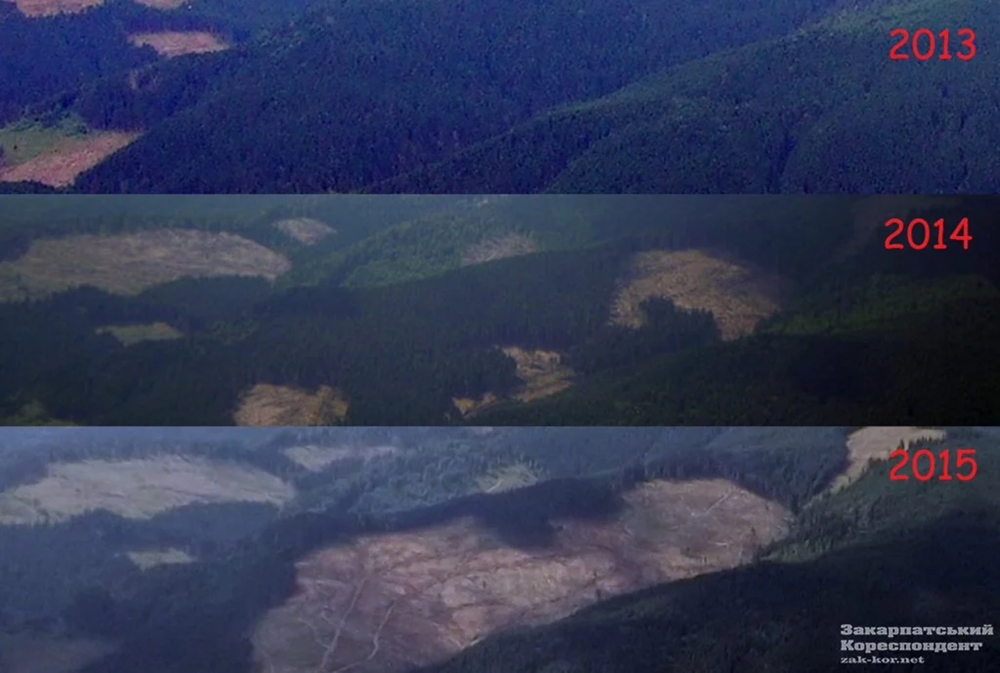 2013
2014
2015
Закарпатський
Кореспондент
zak-kor.net